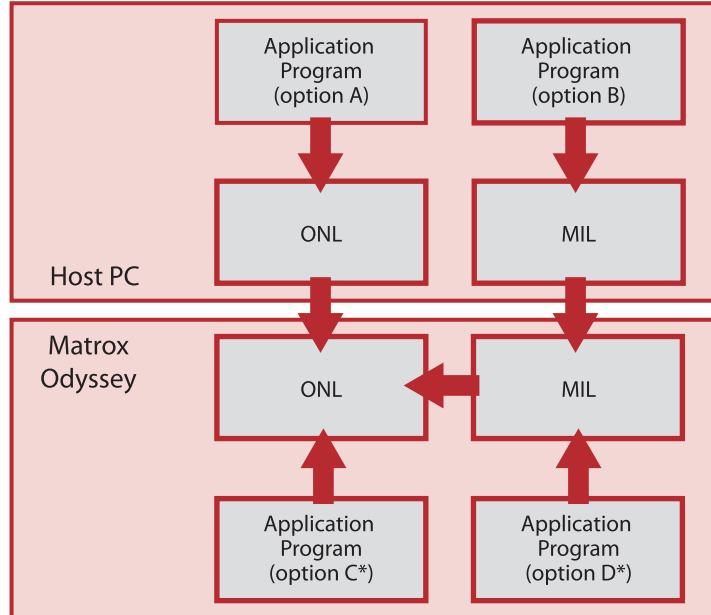 Application
Program
(option A)
Application
Program
(option B)
ONL
MIL
Host PC
Matrox
Odyssey
ONL
MIL
Application
Program
(option C*)
Application
Program
(option D*)